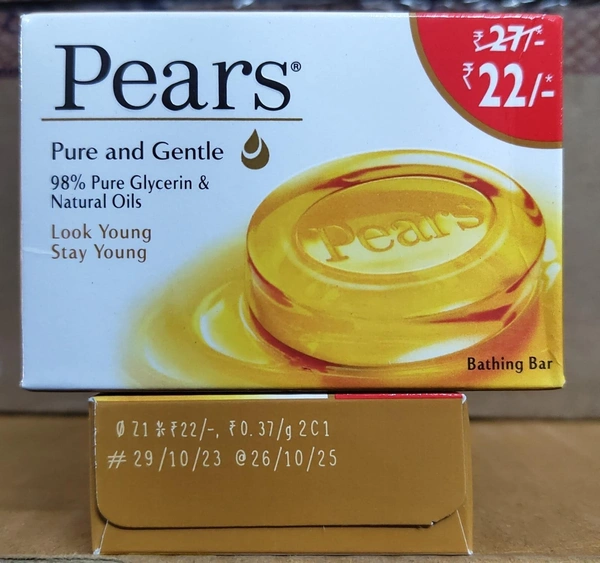 Pears®
₹27/-*
₹22/-*
Pure and Gentle
98% Pure Glycerin &
Natural Oils
Look Young
Stay Young
Pears
Bathing Bar
Ø Z1 ⁂ ₹22/-, ₹0.37/g 2C1
# 29/10/23 @26/10/25